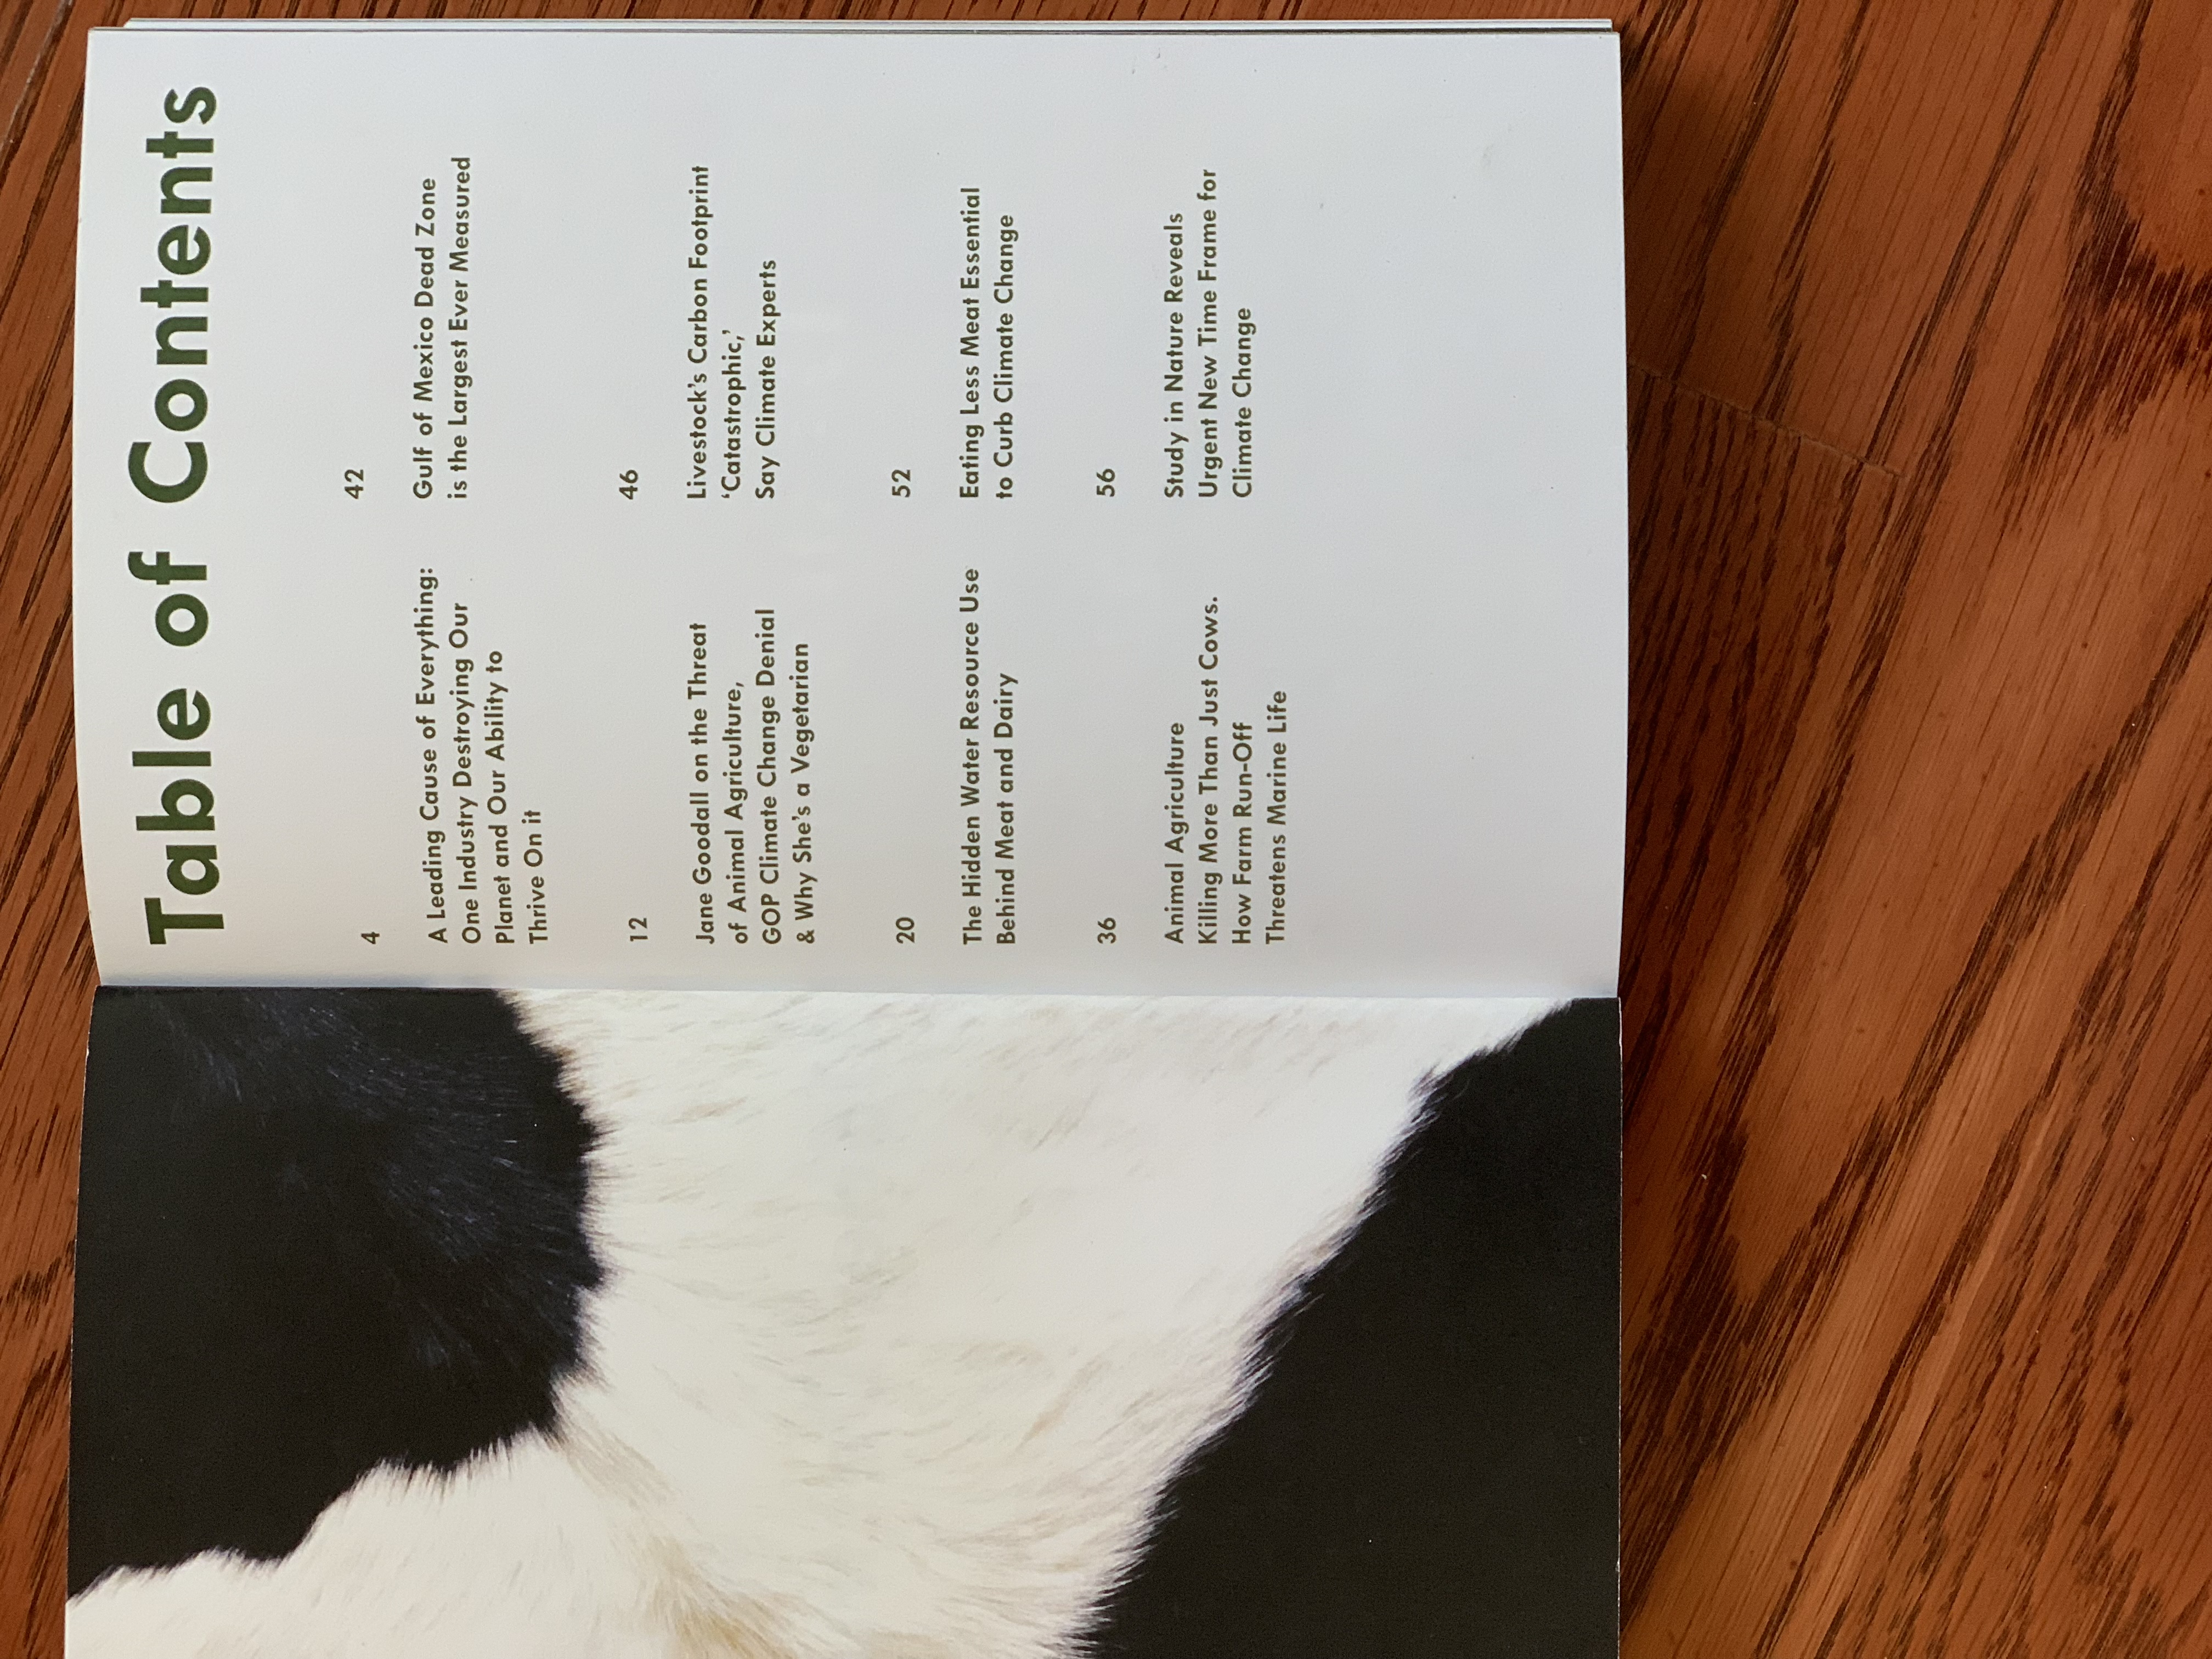 Table of Contents
4
A Leading Cause of Everything:
One Industry Destroying Our
Planet and Our Ability to
Thrive On it
12
Jane Goodall on the Threat
of Animal Agriculture,
GOP Climate Change Denial
& Why She's a Vegetarian
20
The Hidden Water Resource Use
Behind Meat and Dairy
36
Animal Agriculture
Killing More Than Just Cows.
How Farm Run-Off
Threatens Marine Life
42
Gulf of Mexico Dead Zone
is the Largest Ever Measured
46
Livestock's Carbon Footprint
‘Catastrophic,’
Say Climate Experts
52
Eating Less Meat Essential
to Curb Climate Change
56
Study in Nature Reveals
Urgent New Time Frame for
Climate Change